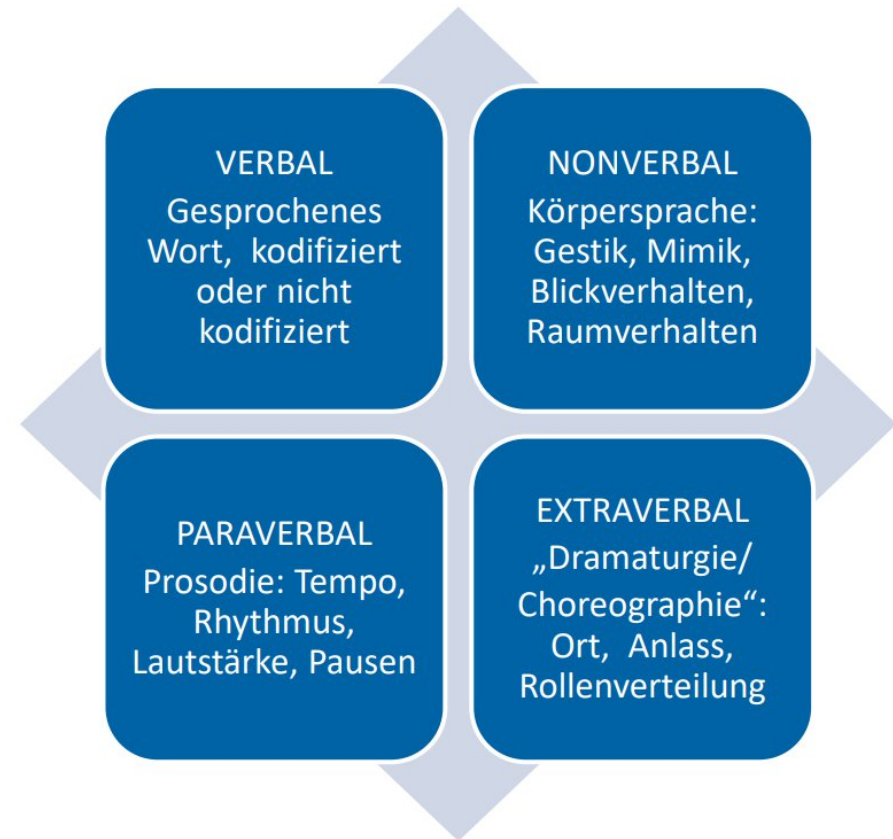 VERBAL
Gesprochenes
Wort, kodifiziert
oder nicht
kodifiziert
NONVERBAL
Körpersprache:
Gestik, Mimik,
Blickverhalten,
Raumverhalten
PARAVERBAL
Prosodie: Tempo,
Rhythmus,
Lautstärke, Pausen
EXTRAVERBAL
„Dramaturgie/
Choreographie“:
Ort, Anlass,
Rollenverteilung